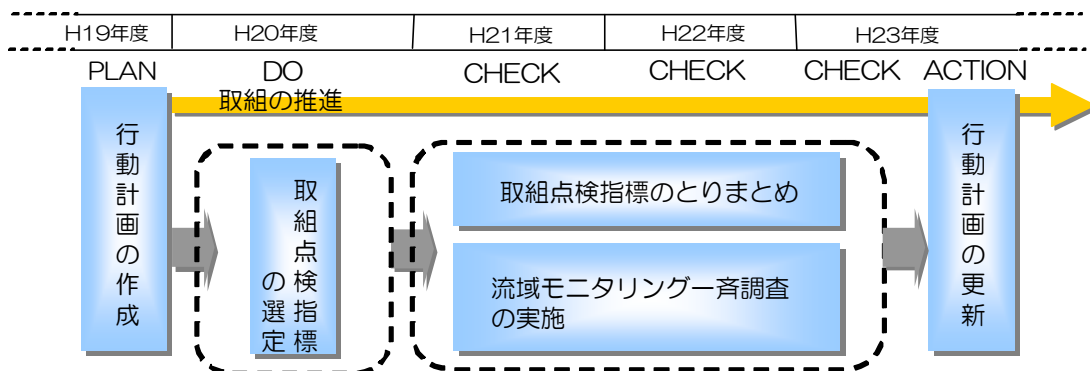 H19年度
H20年度
H21年度
H22年度
H23年度
PLAN
DO
CHECK
CHECK
CHECK
ACTION
取組の推進
行動計画の作成
取組点検指標
の選定
取組点検指標のとりまとめ
流域モニタリング一斉調査
の実施
行動計画の更新